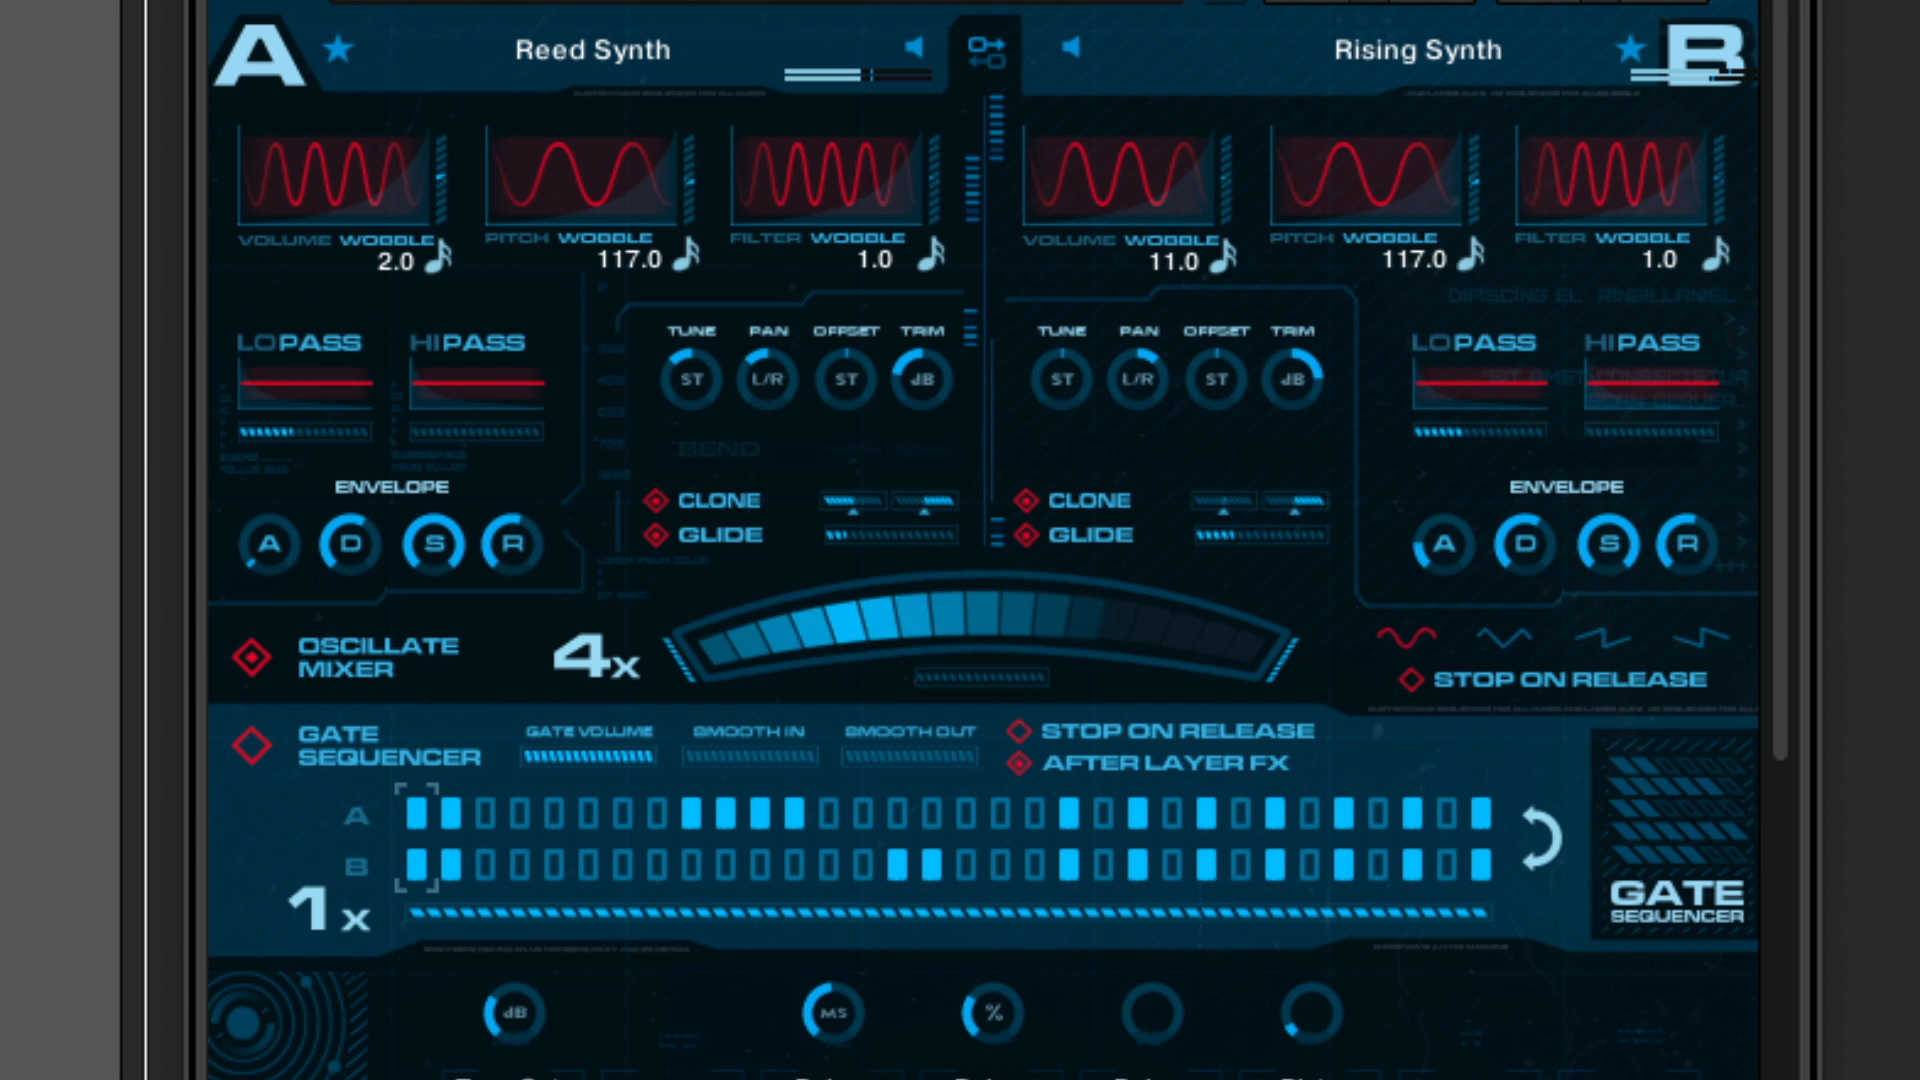 A
Reed Synth
Rising Synth
B
VOLUME WOBBLE
PITCH WOBBLE
FILTER WOBBLE
VOLUME WOBBLE
PITCH WOBBLE
FILTER WOBBLE
2.0
117.0
1.0
11.0
117.0
1.0
TUNE PAN OFFSET TRIM
TUNE PAN OFFSET TRIM
LOPASS HIPASS
LOPASS HIPASS
ST L/R ST dB
ST L/R ST dB
BEND
ENVELOPE
ENVELOPE
CLONE
CLONE
GLIDE
GLIDE
A D S R
A D S R
OSCILLATE
MIXER
4x
STOP ON RELEASE
GATE
SEQUENCER
GATE VOLUME
SMOOTH IN
SMOOTH OUT
STOP ON RELEASE
AFTER LAYER FX
A
B
1x
GATE
SEQUENCER
dB MS %